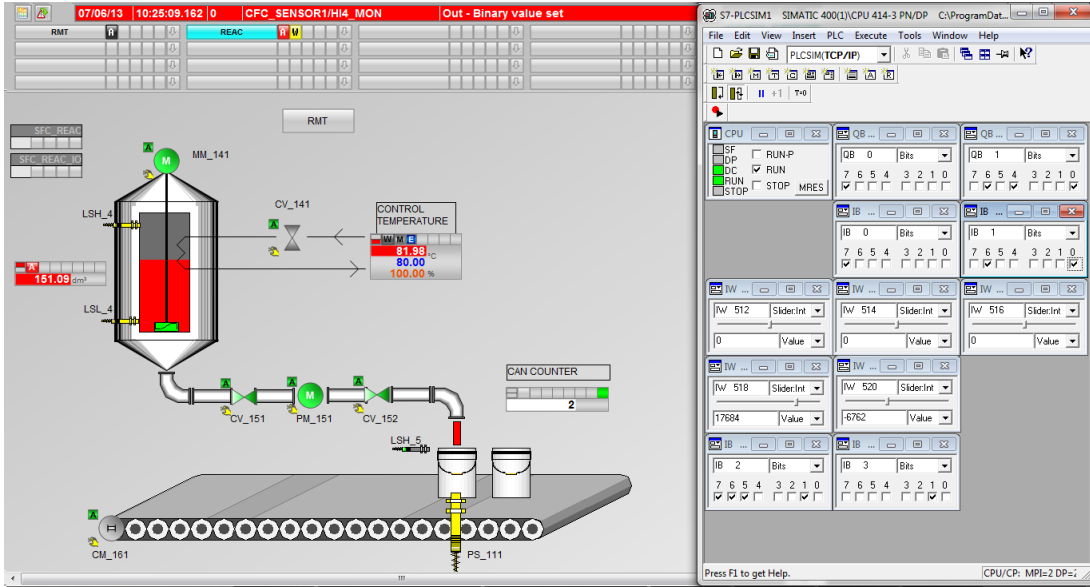 07/06/13 10:25:09.162 0 CFC_SENSOR1/HI4_MON Out - Binary value set
RMT A REAC A W
RMT
SFC_REAC
SFC_REAC_IO
A
M
MM_141
LSH_4
CV_141
A
CONTROL
TEMPERATURE
W M E
81.98 °C
80.00
100.00 %
A
151.09 dm³
LSL_4
A A A
M
CV_151 PM_151 CV_152
CAN COUNTER
2
LSH_5
A
H
CM_161
PS_111
S7-PLCSIM1 SIMATIC 400(1)\CPU 414-3 PN/DP C:\ProgramDat...
File Edit View Insert PLC Execute Tools Window Help
PLCSIM(TCP/IP)
+1 T=0
CPU
SF
DP
DC
RUN
STOP
RUN-P
RUN
STOP MRES
QB ...
QB 0 Bits
7 6 5 4 3 2 1 0
QB ...
QB 1 Bits
7 6 5 4 3 2 1 0
IB ...
IB 0 Bits
7 6 5 4 3 2 1 0
IB ...
IB 1 Bits
7 6 5 4 3 2 1 0
IW ...
IW 512 Slider:Int
0 Value
IW ...
IW 514 Slider:Int
0 Value
IW ...
IW 516 Slider:Int
0 Value
IW ...
IW 518 Slider:Int
17684 Value
IW ...
IW 520 Slider:Int
-6762 Value
IB ...
IB 2 Bits
7 6 5 4 3 2 1 0
IB ...
IB 3 Bits
7 6 5 4 3 2 1 0
Press F1 to get Help.
CPU/CP: MPI=2 DP=